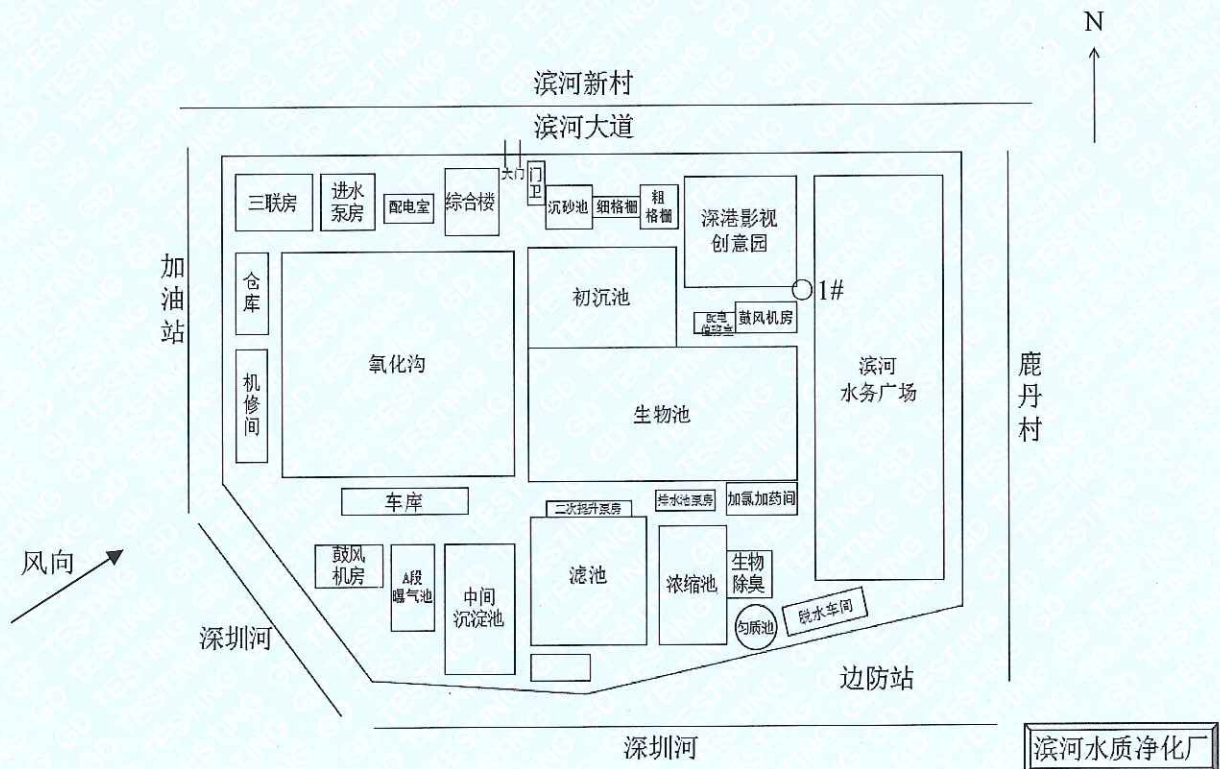 N
滨河新村
滨河大道
大门
门
卫
三联房
进水
泵房
配电室
综合楼
沉砂池
细格栅
粗
格栅
深港影视
创意园
加
油
站
仓
库
初沉池
1#
配电
值班室
鼓风机房
氧化沟
滨河
水务广场
鹿
丹
村
机
修
间
生物池
车库
二次提升泵房
排水池泵房
加氯加药间
风向
鼓风
机房
A段
曝气池
中间
沉淀池
滤池
浓缩池
生物
除臭
匀质池
脱水车间
深圳河
边防站
深圳河
滨河水质净化厂